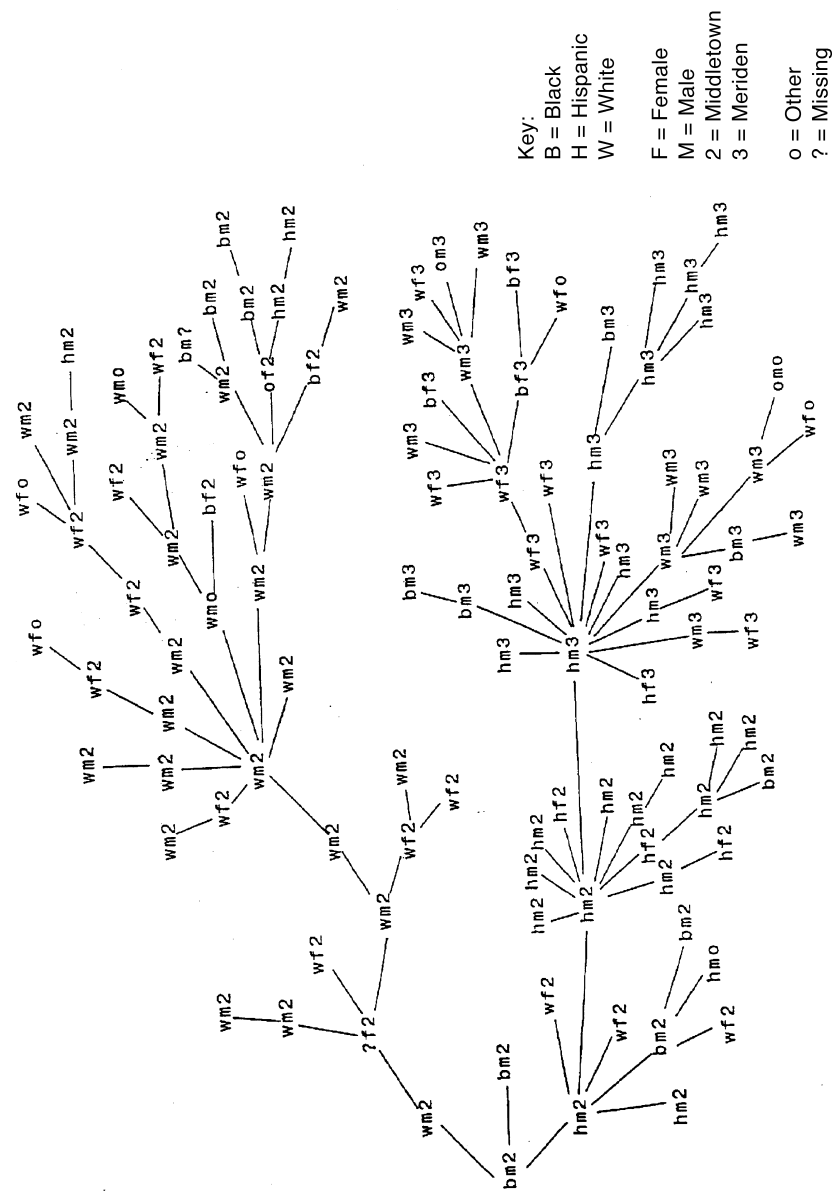 wfo
wm2
wfo
wm2
hm2
wf2
wm2
wf2
wf2
wf2
wmo
wm2
wm2
wm2
wf2
wm2
wm2
wm2
wm2
bm?
wmo
bf2
bm2
wf2
wm2
bm2
wm2
wfo
bm2
wm2
wm2
wm2
of2
hm2
hm2
wm2
wm2
bf2
wf2
wm2
wm2
?f2
wm2
wm2
wf2
wm2
wf2
wm2
bm3
wm3
wm3
wf3
wf3
bf3
om3
bm3
wm3
wm3
bm2
bm2
hm3
wf3
bf3
hm3
bf3
hm2
hm2
hm2
wf3
wf3
wf2
hf2
wfo
hm2
hm2
hm3
hm3
wf2
hm2
wf3
bm3
hm3
hm2
bm2
hf2
hm2
hm2
hf3
hm3
hm3
hm3
hm2
bm2
hm2
wm3
wm3
hm3
hmo
hm2
wm3
wm3
hm3
wf2
hf2
hm2
wf3
hm3
hm2
wf3
bm3
wm3
bm2
wm3
omo
wfo
Key:
B = Black
H = Hispanic
W = White
F = Female
M = Male
2 = Middletown
3 = Meriden
o = Other
? = Missing